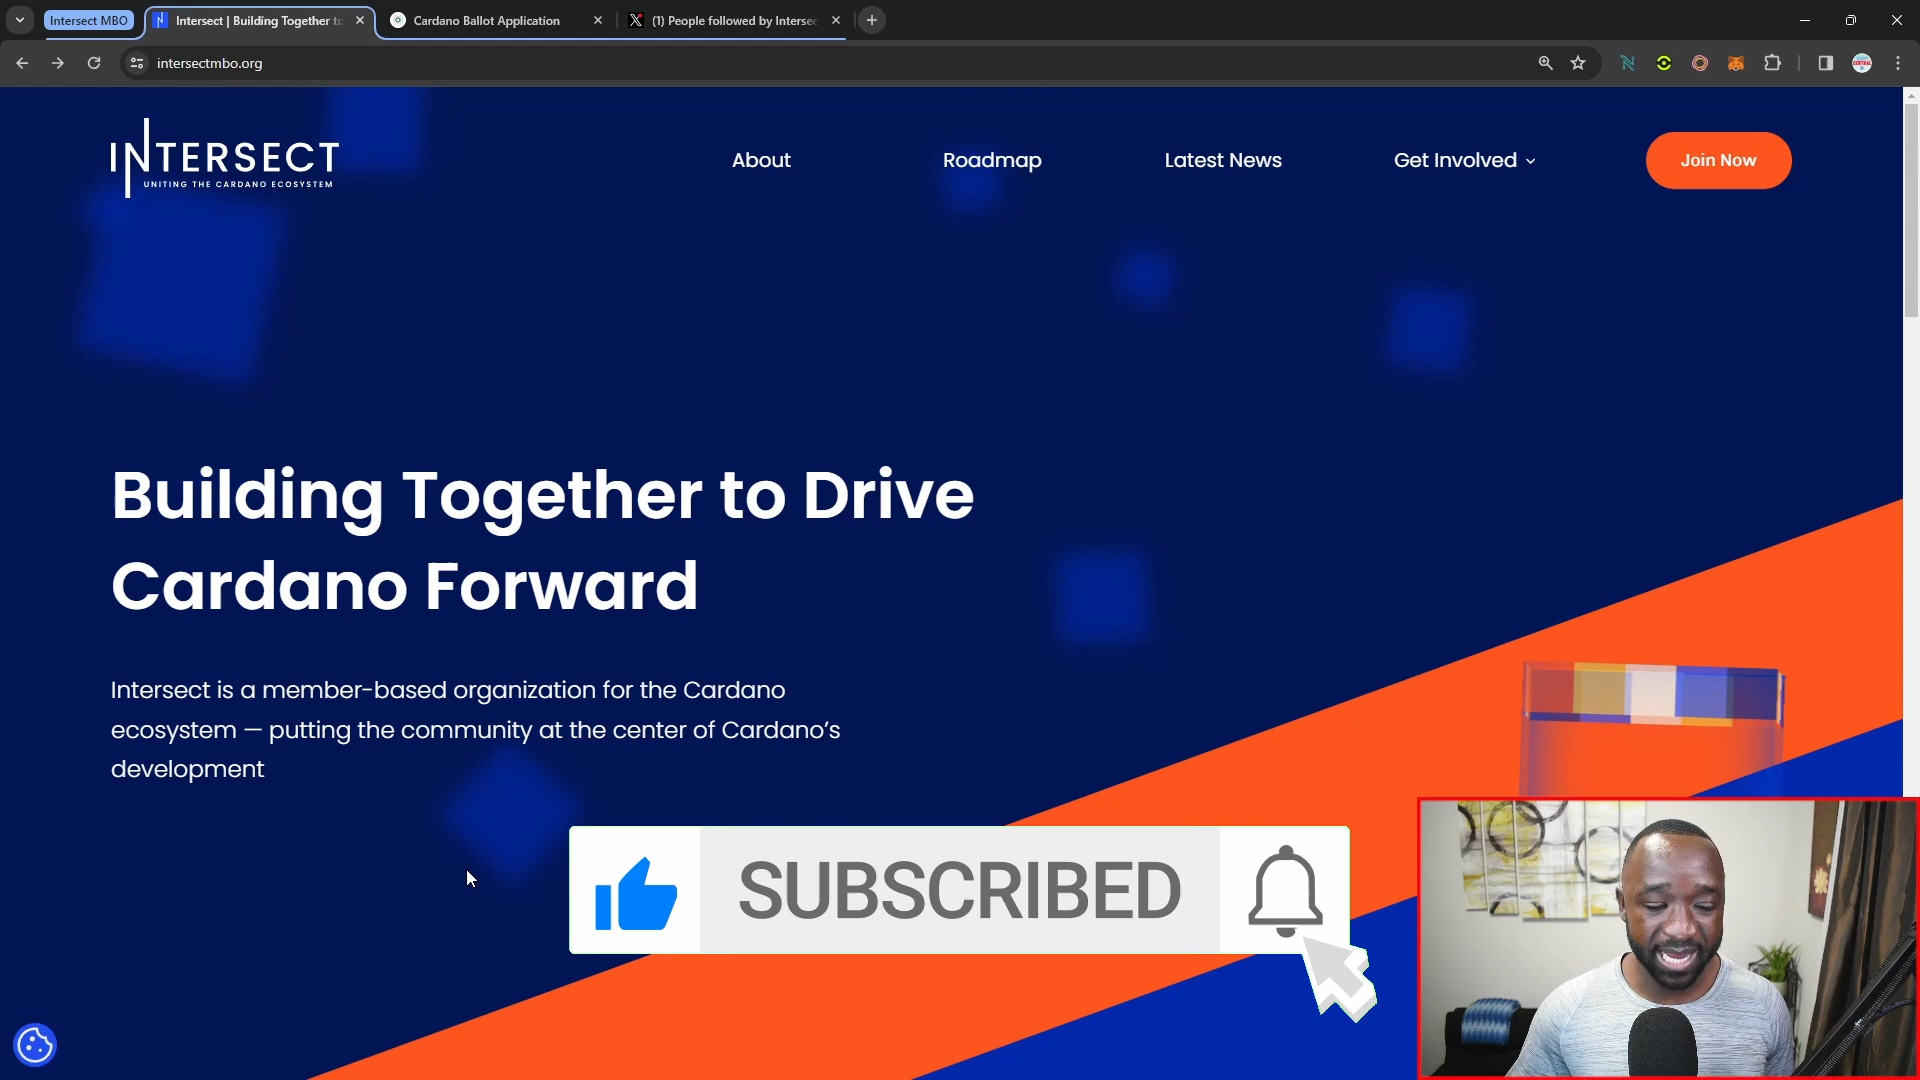 Intersect MBO
Intersect | Building Together to
Cardano Ballot Application
(1) People followed by Intersec
intersectmbo.org
INTERSECT
UNITING THE CARDANO ECOSYSTEM
About
Roadmap
Latest News
Get Involved
Join Now
Building Together to Drive
Cardano Forward
Intersect is a member-based organization for the Cardano
ecosystem — putting the community at the center of Cardano’s
development
SUBSCRIBED